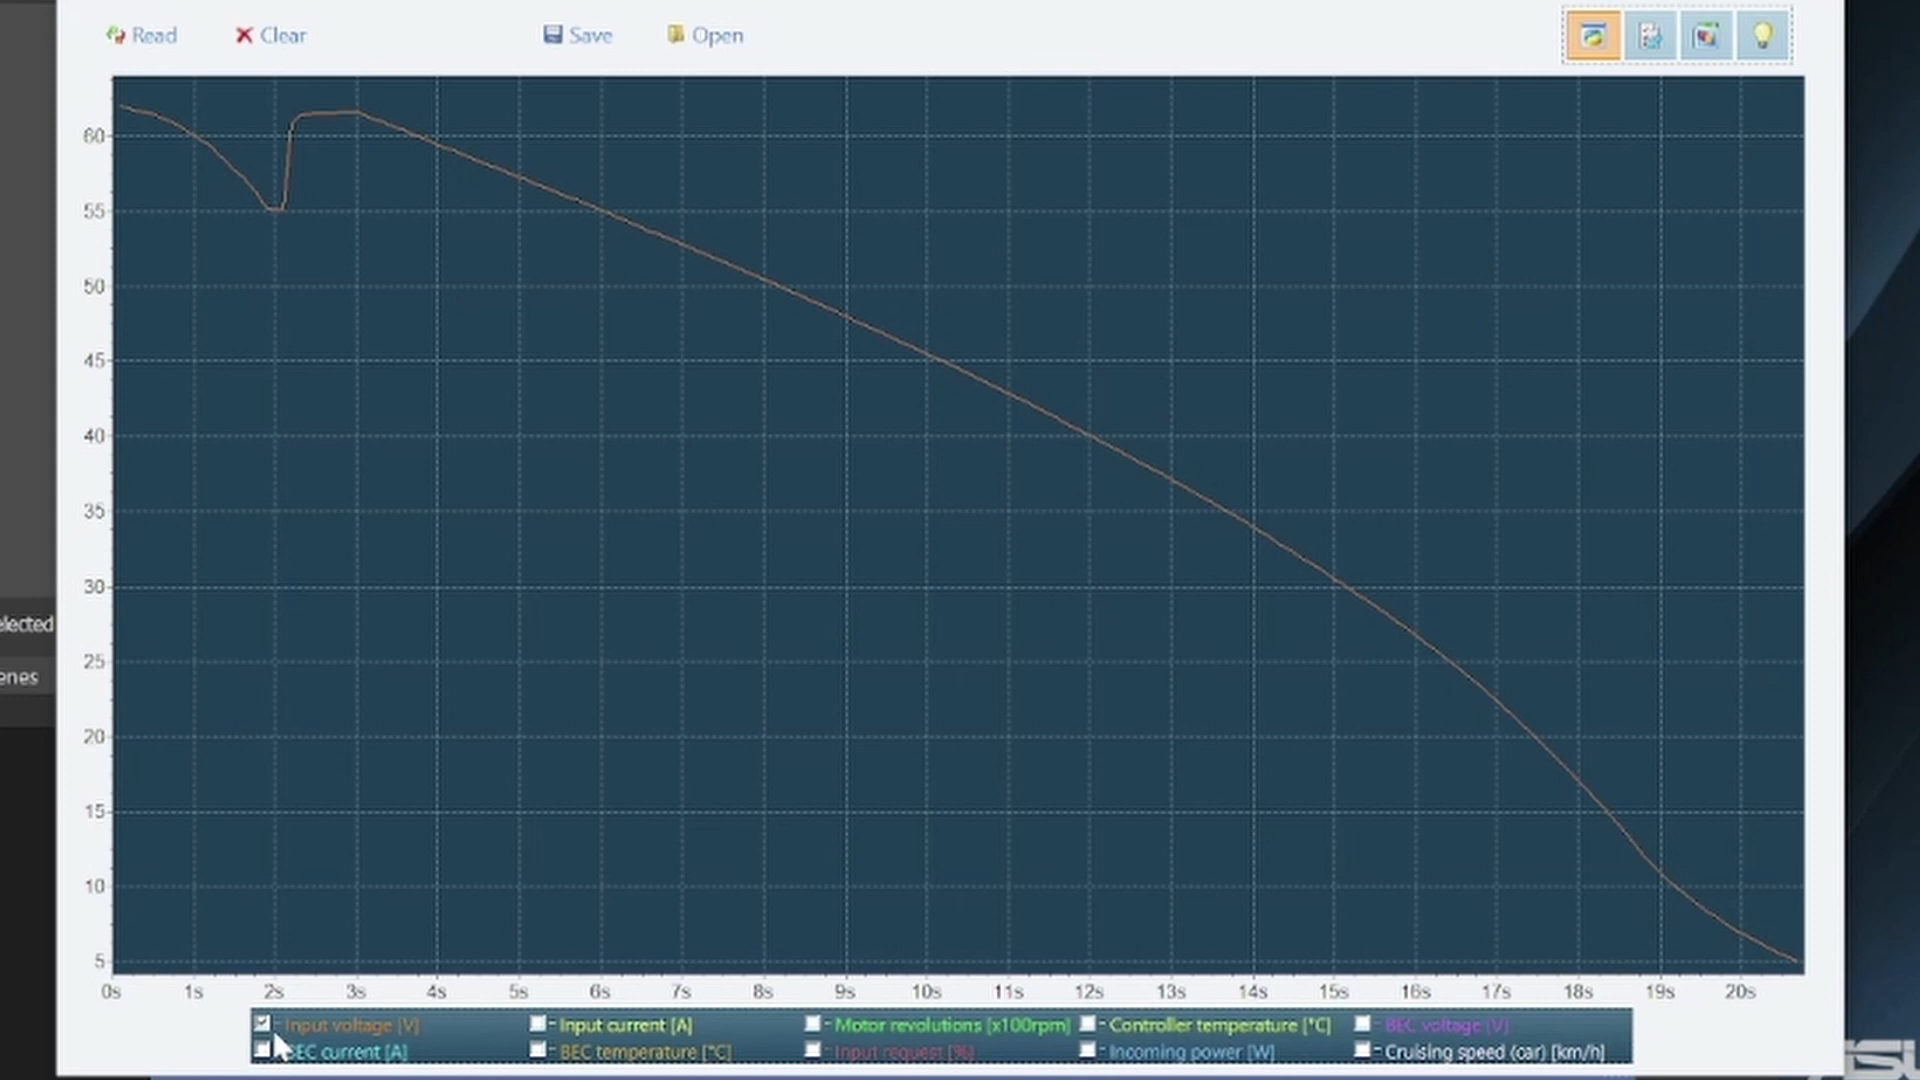 Read Clear Save Open
60
55
50
45
40
35
30
25
20
15
10
5
0s 1s 2s 3s 4s 5s 6s 7s 8s 9s 10s 11s 12s 13s 14s 15s 16s 17s 18s 19s 20s
Input voltage [V] Input current [A] Motor revolutions [x100rpm] Controller temperature [°C] BEC voltage [V]
BEC current [A] BEC temperature [°C] Input request [%] Incoming power [W] Cruising speed (car) [km/h]
elected
enes